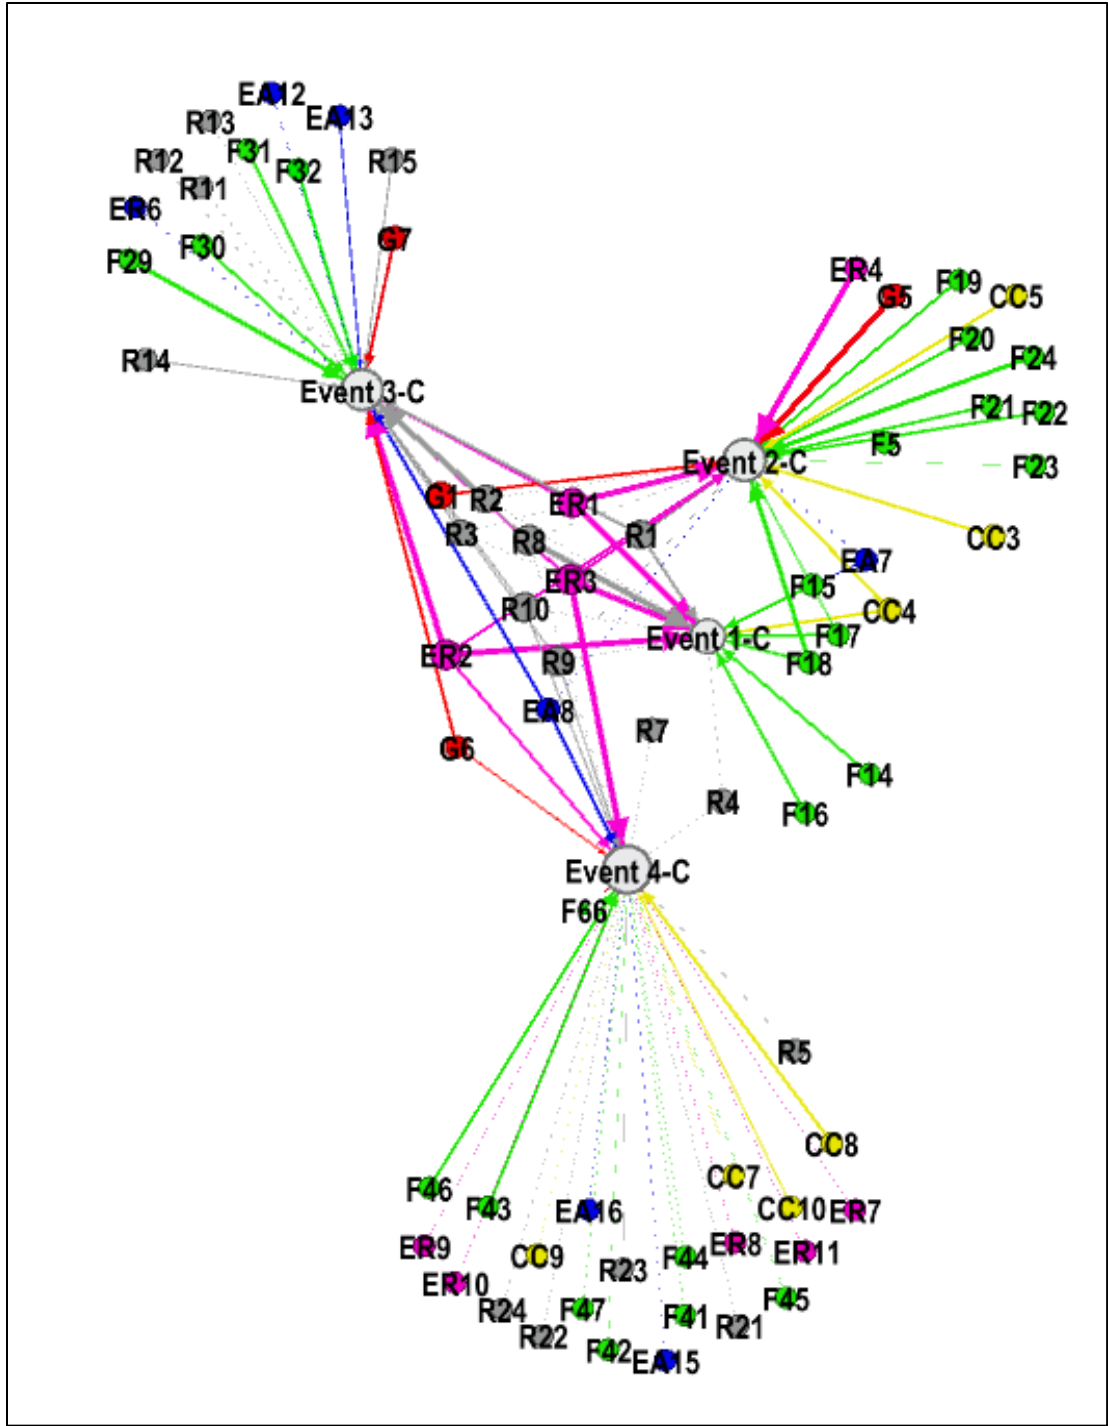 EA12
EA13
R13
F31
R12
F32
R15
R11
ER6
F30
G7
F29
R14
Event 3-C
ER4
G5
F19
CC5
F20
F24
F21
F22
F5
Event 2-C
F23
G1
R2
ER1
R3
R8
R1
CC3
EA7
ER3
F15
R10
CC4
Event 1-C
F17
ER2
R9
F18
EA8
R7
G6
F14
R4
F16
Event 4-C
F66
R5
CC8
CC7
F46
F43
EA16
CC10
ER7
ER9
CC9
ER8
ER11
F44
R23
ER10
F45
R24
F47
F41
R21
R22
F42
EA15